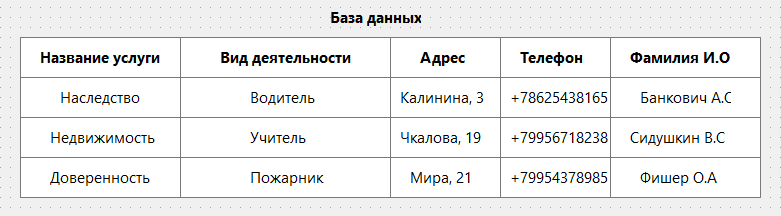 База данных
Название услуги Вид деятельности Адрес Телефон Фамилия И.О
Наследство Водитель Калинина, 3 +78625438165 Банкович А.С
Недвижимость Учитель Чкалова, 19 +79956718238 Сидушкин В.С
Доверенность Пожарник Мира, 21 +79954378985 Фишер О.А